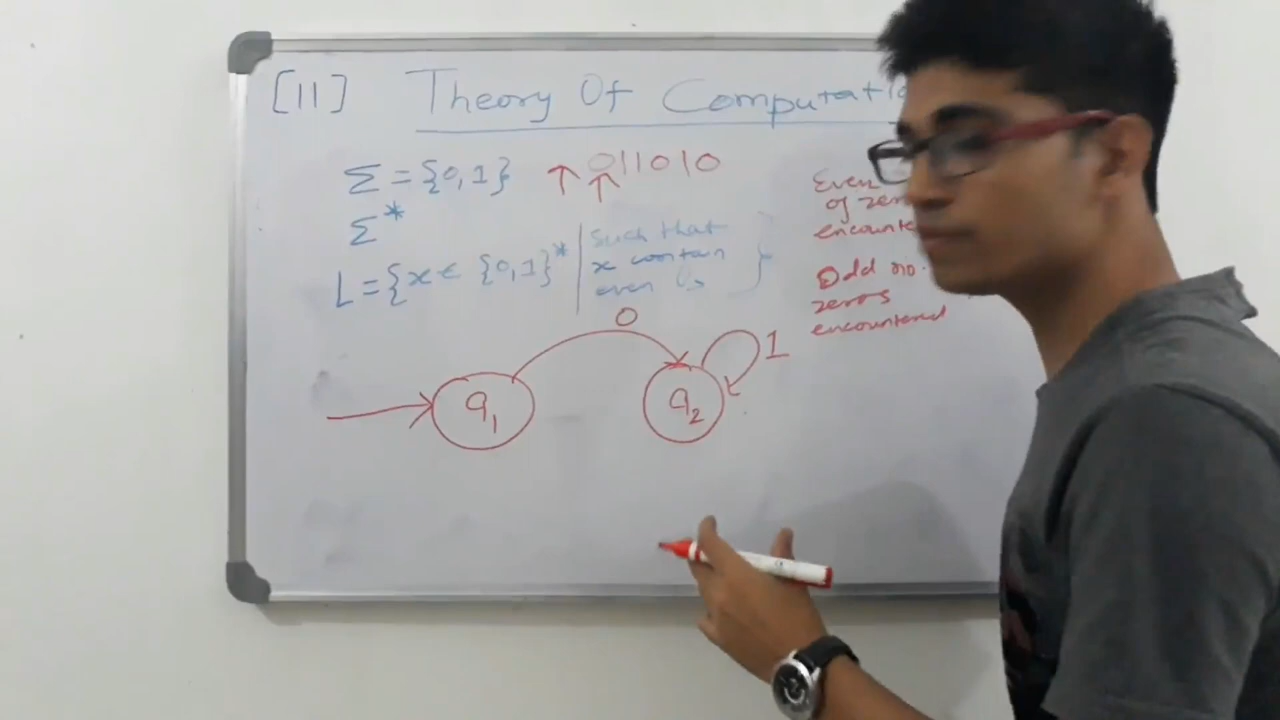 [11] Theory Of Computatio
Σ = {0,1} ↑ 011010
↑
Σ*
L = {x ∈ {0,1}* | such that
x contain
even 0s }
Even
of zero
encounte
Odd no.
zeros
encountered
0
1
q1
q2